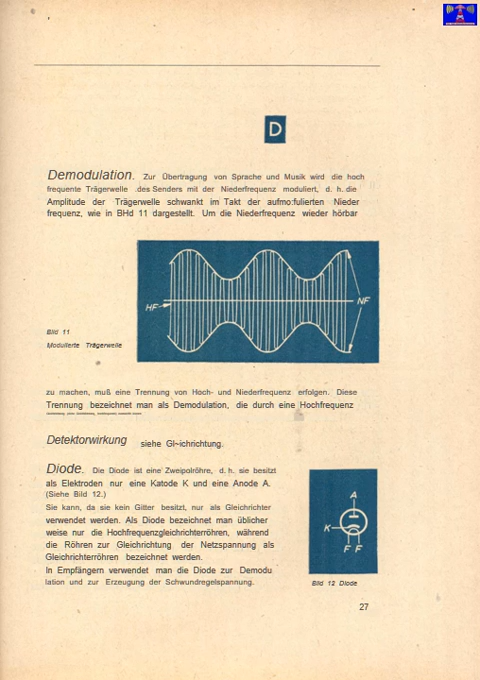 D
Demodulation. Zur Übertragung von Sprache und Musik wird die hoch
frequente Trägerwelle .des Senders mit der Niederfrequenz moduliert, d. h. die
Amplitude der Trägerwelle schwankt im Takt der aufmo:fulierten Nieder
frequenz, wie in BHd 11 dargestellt. Um die Niederfrequenz wieder hörbar
HF
NF
Bild 11
Modulierte Trägerwelle
zu machen, muß eine Trennung von Hoch- und Niederfrequenz erfolgen. Diese
Trennung bezeichnet man als Demodulation, die durch eine Hochfrequenz
Detektorwirkung siehe Gl~ichrichtung.
Diode. Die Diode ist eine Zweipolröhre, d. h. sie besitzt
als Elektroden nur eine Katode K und eine Anode A.
(Siehe Bild 12.)
Sie kann, da sie kein Gitter besitzt, nur als Gleichrichter
verwendet werden. Als Diode bezeichnet man üblicher
weise nur die Hochfrequenzgleichrichterröhren, während
die Röhren zur Gleichrichtung der Netzspannung als
Gleichrichterröhren bezeichnet werden.
In Empfängern verwendet man die Diode zur Demodu
lation und zur Erzeugung der Schwundregelspannung.
A
K
F F
Bild 12 Diode
27